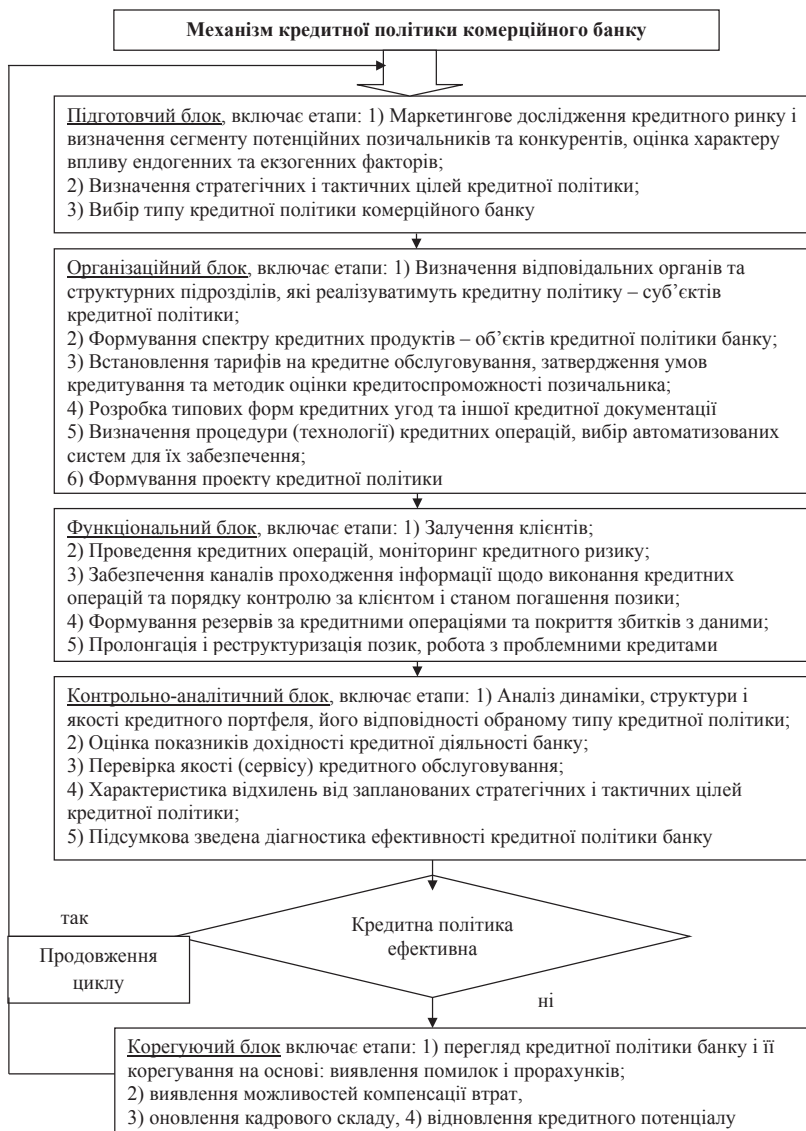 Механізм кредитної політики комерційного банку
Підготовчий блок, включає етапи: 1) Маркетингове дослідження кредитного ринку і
визначення сегменту потенційних позичальників та конкурентів, оцінка характеру
впливу ендогенних та екзогенних факторів;
2) Визначення стратегічних і тактичних цілей кредитної політики;
3) Вибір типу кредитної політики комерційного банку
Організаційний блок, включає етапи: 1) Визначення відповідальних органів та
структурних підрозділів, які реалізуватимуть кредитну політику – суб’єктів
кредитної політики;
2) Формування спектру кредитних продуктів – об’єктів кредитної політики банку;
3) Встановлення тарифів на кредитне обслуговування, затвердження умов
кредитування та методик оцінки кредитоспроможності позичальника;
4) Розробка типових форм кредитних угод та іншої кредитної документації
5) Визначення процедури (технології) кредитних операцій, вибір автоматизованих
систем для їх забезпечення;
6) Формування проекту кредитної політики
Функціональний блок, включає етапи: 1) Залучення клієнтів;
2) Проведення кредитних операцій, моніторинг кредитного ризику;
3) Забезпечення каналів проходження інформації щодо виконання кредитних
операцій та порядку контролю за клієнтом і станом погашення позики;
4) Формування резервів за кредитними операціями та покриття збитків з даними;
5) Пролонгація і реструктуризація позик, робота з проблемними кредитами
Контрольно-аналітичний блок, включає етапи: 1) Аналіз динаміки, структури і
якості кредитного портфеля, його відповідності обраному типу кредитної політики;
2) Оцінка показників дохідності кредитної діяльності банку;
3) Перевірка якості (сервісу) кредитного обслуговування;
4) Характеристика відхилень від запланованих стратегічних і тактичних цілей
кредитної політики;
5) Підсумкова зведена діагностика ефективності кредитної політики банку
так
Кредитна політика
ефективна
Продовження
циклу
ні
Корегуючий блок включає етапи: 1) перегляд кредитної політики банку і її
корегування на основі: виявлення помилок і прорахунків;
2) виявлення можливостей компенсації втрат,
3) оновлення кадрового складу, 4) відновлення кредитного потенціалу